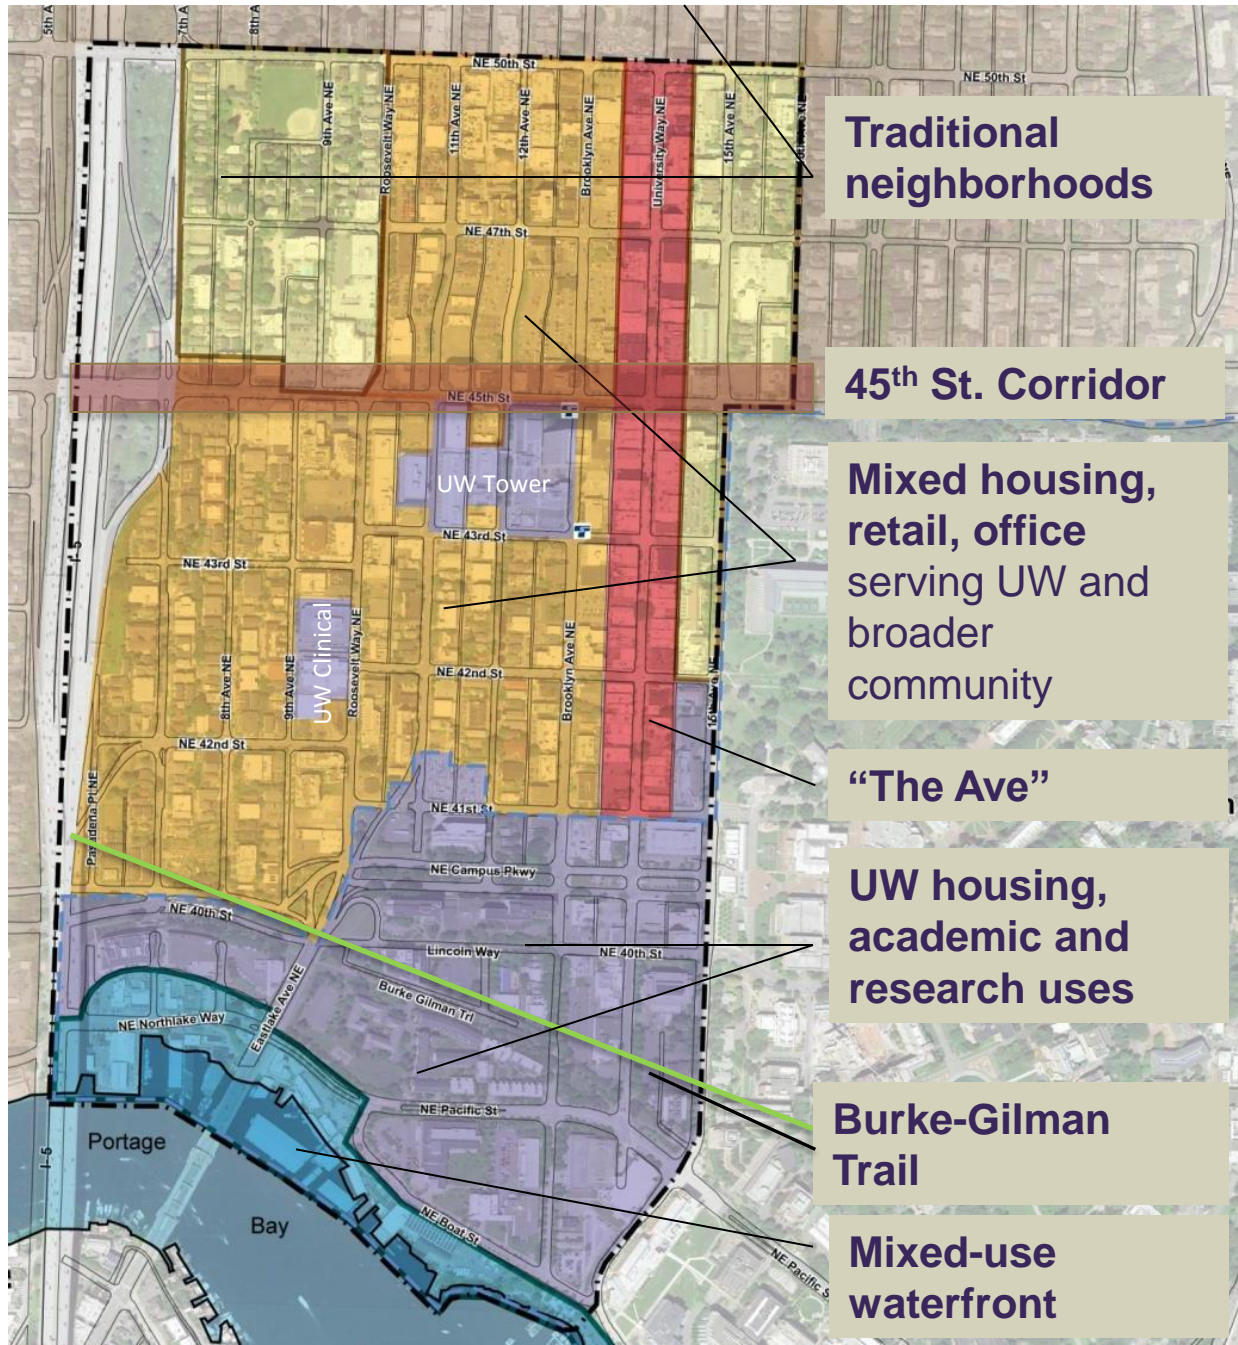 5th A
7th A
8th A
NE 50th St
NE 50th St
9th Ave NE
Roosevelt Way NE
11th Ave NE
12th Ave NE
Brooklyn Ave NE
University Way NE
15th Ave NE
Traditional
neighborhoods
NE 47th St
45th St. Corridor
NE 45th St
UW Tower
Mixed housing,
retail, office
serving UW and
broader
community
NE 43rd St
NE 43rd St
I-5
UW Clinical
8th Ave NE
9th Ave NE
Roosevelt Way NE
Brooklyn Ave NE
NE 42nd St
15th Ave NE
NE 42nd St
“The Ave”
NE 41st St
Pasadena Pl NE
NE Campus Pkwy
UW housing,
academic and
research uses
NE 40th St
Lincoln Way
NE 40th St
Eastlake Ave NE
Burke Gilman Trl
NE Northlake Way
NE Pacific St
Burke-Gilman
Trail
Portage
Bay
I-5
NE Boat St
NE Pacific S
Mixed-use
waterfront